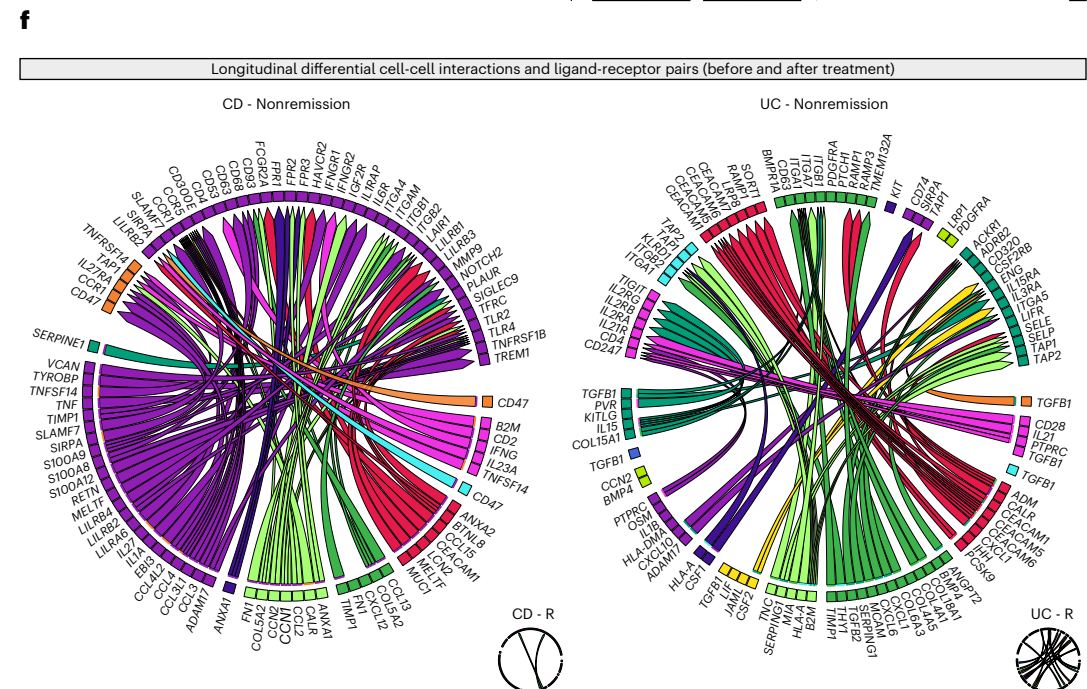 f
Longitudinal differential cell-cell interactions and ligand-receptor pairs (before and after treatment)
CD - Nonremission
SERPINE1
CD47
CCR1
IL27RA
TAP1
TNFRSF14
LILRB2
SIRPA
SLAMF7
CCR1
CCR5
CD300E
CD4
CD53
CD63
CD68
CD93
FCGR2A
FPR1
FPR2
FPR3
HAVCR2
IFNGR1
IFNGR2
IGF2R
IL1RAP
IL6R
ITGA4
ITGAM
ITGB1
ITGB2
LAIR1
LILRB1
LILRB3
MMP9
NOTCH2
PLAUR
SIGLEC9
TFRC
TLR2
TLR4
TNFRSF1B
TREM1
CD47
B2M
CD2
IFNG
IL23A
TNFSF14
CD47
ANXA2
BTNL8
CCL15
CEACAM1
LCN2
MELTF
MUC1
CCL13
COL5A2
CXCL12
FN1
TIMP1
ANXA1
CALR
CCL2
CCN1
CCN2
COL5A2
FN1
ANXA1
ADAM17
CCL3
CCL3L1
CCL4
CCL4L2
EBI3
IL1A
IL27
LILRA6
LILRB2
LILRB4
MELTF
RETN
S100A12
S100A8
S100A9
SIRPA
SLAMF7
TIMP1
TNF
TNFSF14
TYROBP
VCAN
CD - R
UC - Nonremission
CD247
CD4
IL21R
IL2RA
IL2RB
IL2RG
TIGIT
ITGA1
ITGB2
KLRD1
TAP1
TAP2
CEACAM1
CEACAM5
CEACAM6
CEACAM7
LRP8
RAMP1
SORT1
BMPR1A
CD63
ITGA1
ITGA7
ITGB1
PDGFRA
PTCH1
RAMP1
RAMP3
TMEM132A
KIT
CD74
SIRPA
TAP1
LRP1
PDGFRA
ACKR1
ADRB2
CD320
CSF2RB
ENG
IL15RA
IL3RA
ITGA5
LIFR
SELE
SELP
TAP1
TAP2
TGFB1
CD28
IL21
PTPRC
TGFB1
TGFB1
ADM
CALR
CEACAM1
CEACAM5
CEACAM6
CXCL1
IHH
PCSK9
ANGPT2
BMP4
COL18A1
COL4A1
COL4A5
COL6A3
CXCL1
CXCL6
MCAM
SERPING1
TGFB2
THY1
TIMP1
B2M
HLA-A
MIA
SERPING1
TNC
CSF2
JAML
LIF
TGFB1
CSF1
HLA-A
ADAM17
CXCL10
HLA-DMA
IL1B
OSM
PTPRC
BMP4
CCN2
TGFB1
COL15A1
IL15
KITLG
PVR
TGFB1
UC - R